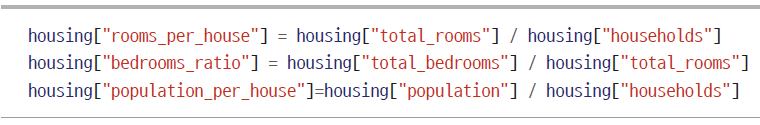 housing["rooms_per_house"] = housing["total_rooms"] / housing["households"]
housing["bedrooms_ratio"] = housing["total_bedrooms"] / housing["total_rooms"]
housing["population_per_house"]=housing["population"] / housing["households"]